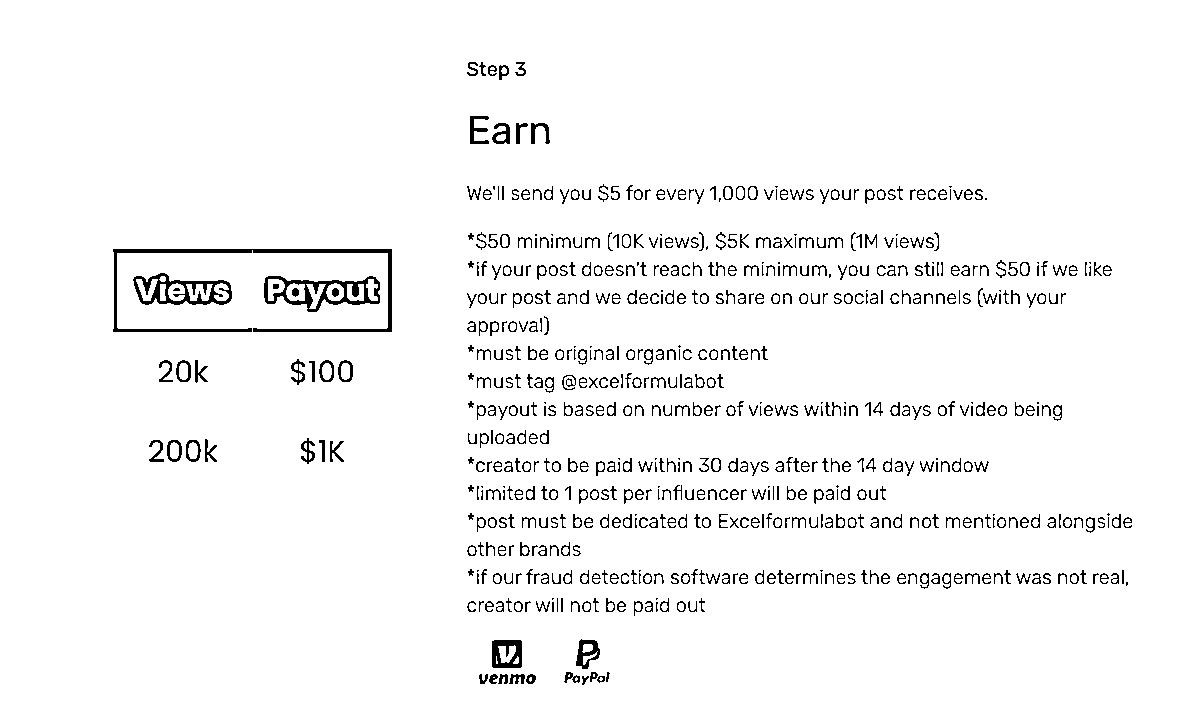 Step 3
Earn
We'll send you $5 for every 1,000 views your post receives.
*$50 minimum (10K views), $5K maximum (1M views)
*if your post doesn't reach the minimum, you can still earn $50 if we like
your post and we decide to share on our social channels (with your
approval)
*must be original organic content
*must tag @excelformulabot
*payout is based on number of views within 14 days of video being
uploaded
*creator to be paid within 30 days after the 14 day window
*limited to 1 post per influencer will be paid out
*post must be dedicated to Excelformulabot and not mentioned alongside
other brands
*if our fraud detection software determines the engagement was not real,
creator will not be paid out
venmo PayPal
Views Payout
20k $100
200k $1K